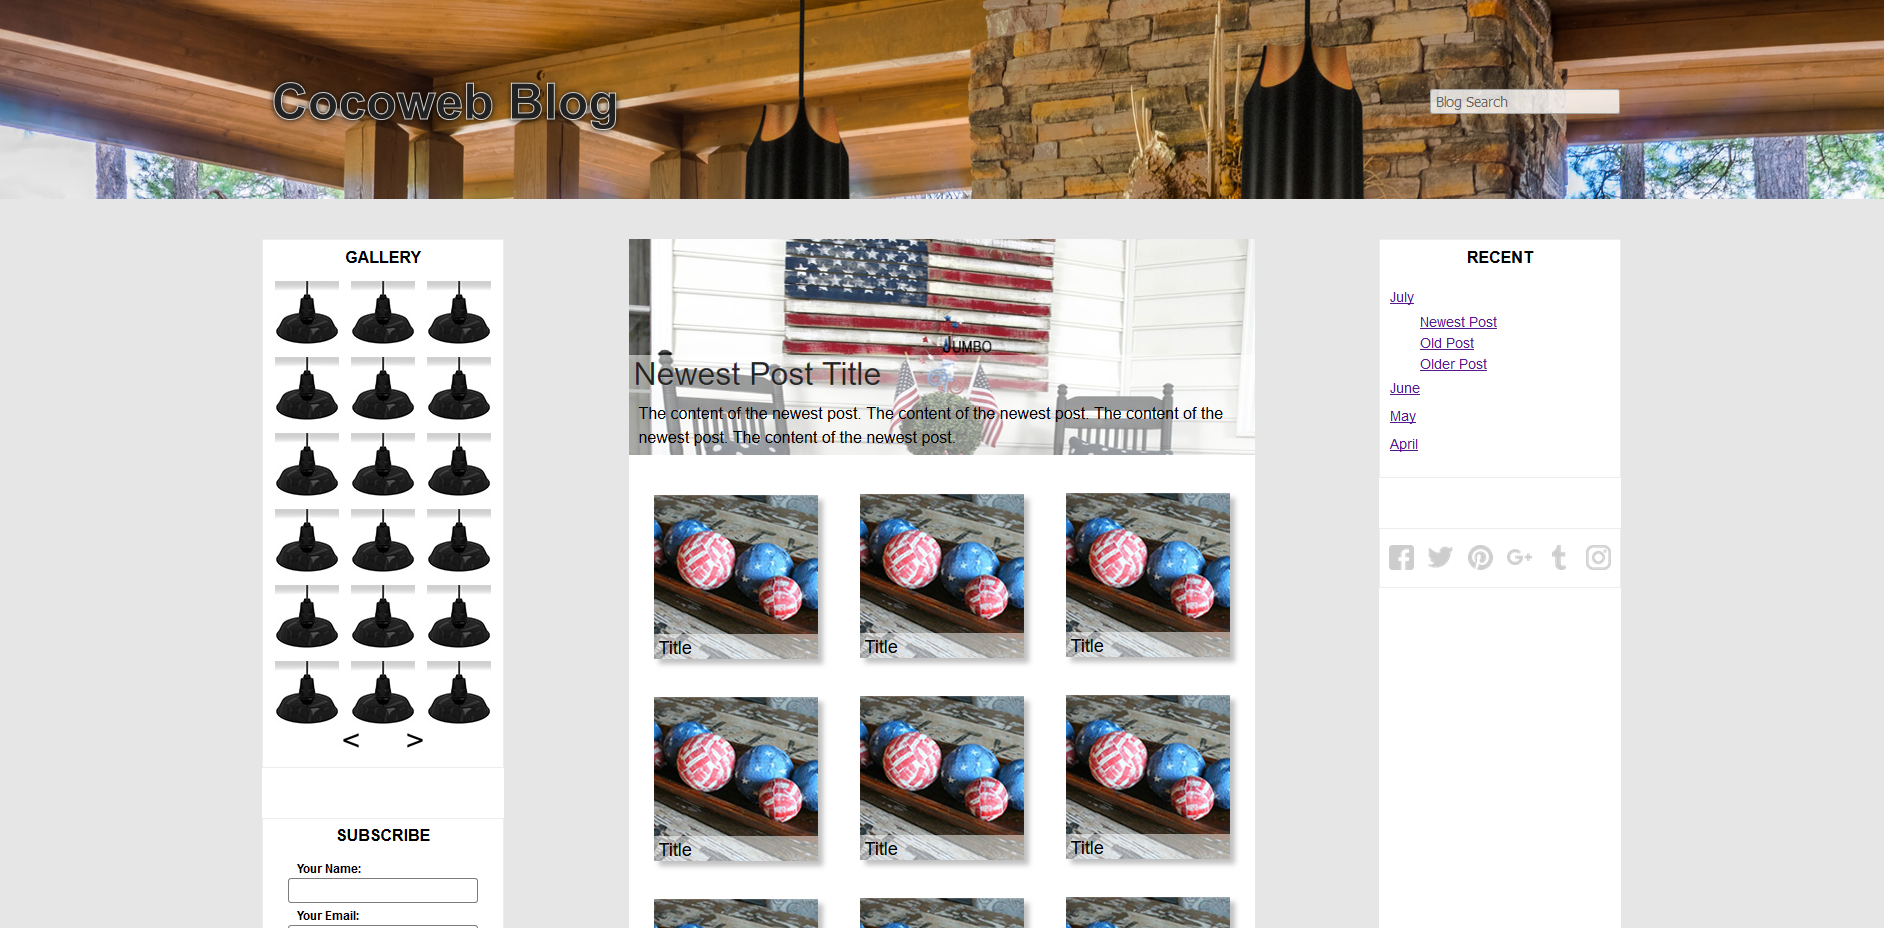 Cocoweb Blog
Blog Search
GALLERY
< >
SUBSCRIBE
Your Name:
Your Email:
JUMBO
Newest Post Title
The content of the newest post. The content of the newest post. The content of the
newest post. The content of the newest post.
Title
Title
Title
Title
Title
Title
RECENT
July
Newest Post
Old Post
Older Post
June
May
April